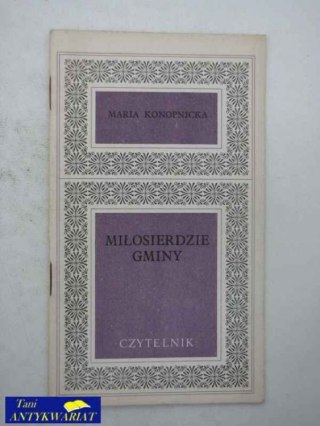 MARIA KONOPNICKA
MIŁOSIERDZIE
GMINY
CZYTELNIK
Tani
ANTYKWARIAT